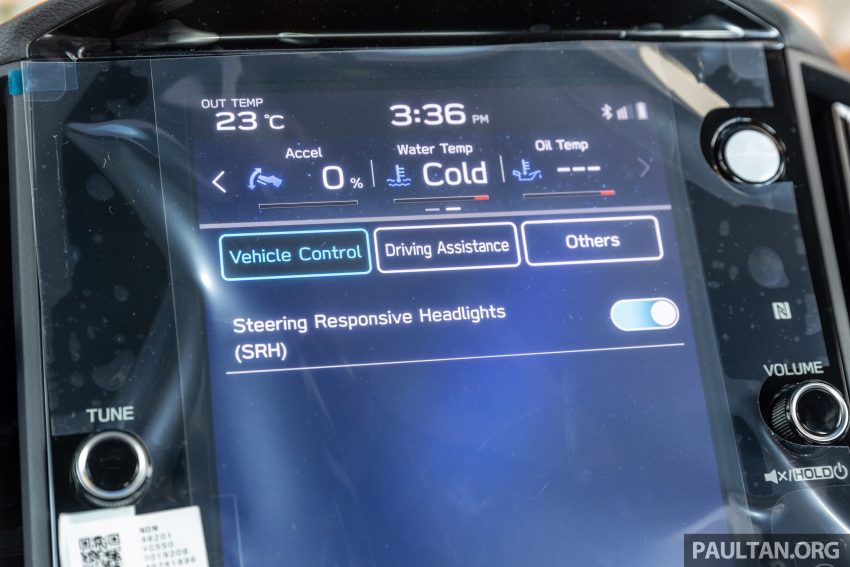 OUT TEMP
23 °C
3:36 PM
Accel
0 %
Water Temp
Cold
Oil Temp
---
Vehicle Control
Driving Assistance
Others
Steering Responsive Headlights
(SRH)
TUNE
VOLUME
/HOLD
PAULTAN.ORG